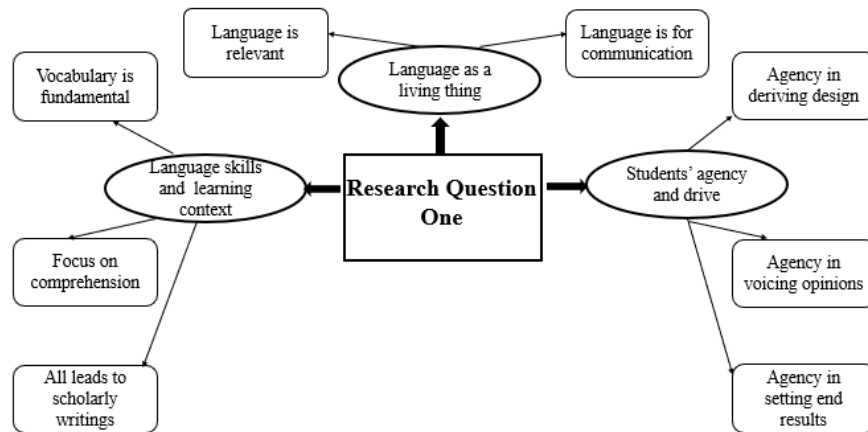 Language is
relevant
Language is for
communication
Language as a
living thing
Vocabulary is
fundamental
Agency in
deriving design
Language skills
and learning
context
Research Question
One
Students' agency
and drive
Focus on
comprehension
Agency in
voicing opinions
All leads to
scholarly
writings
Agency in
setting end
results